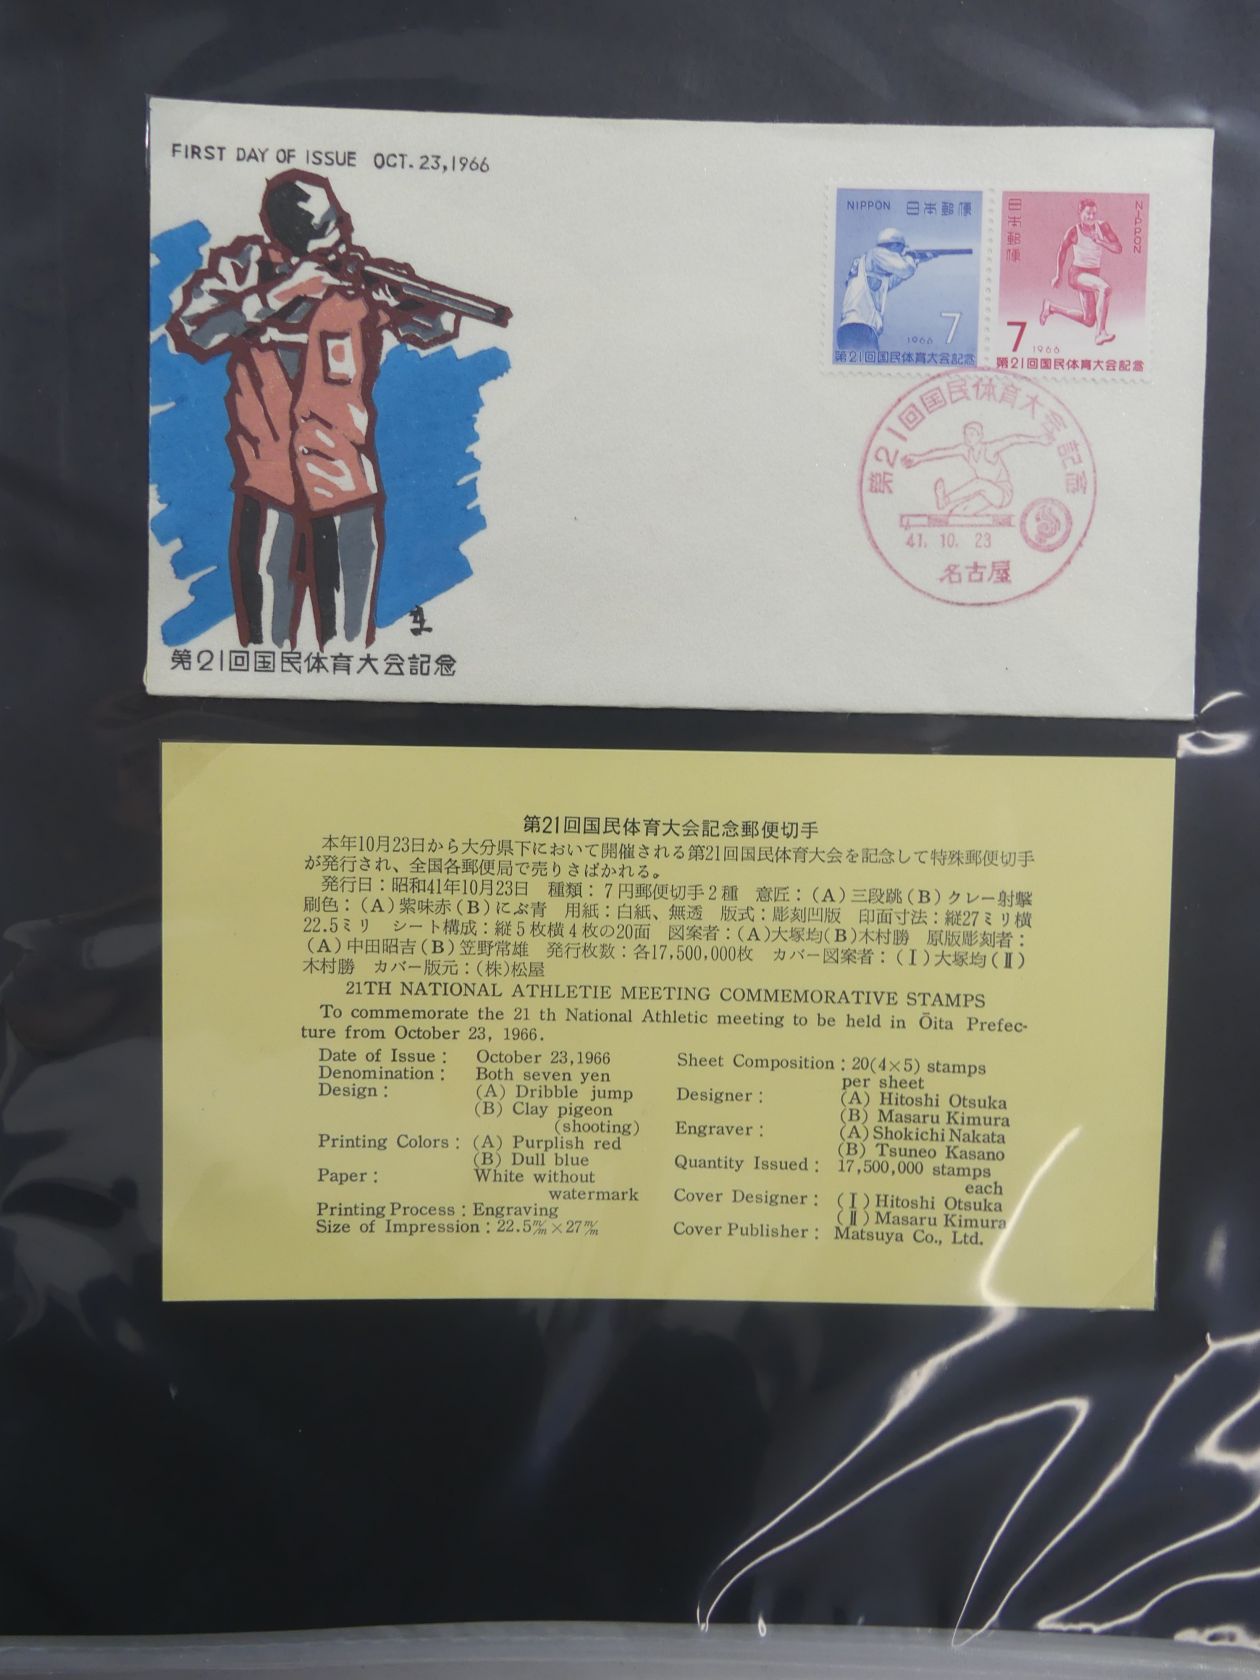 FIRST DAY OF ISSUE OCT. 23, 1966
NIPPON 日本郵便
7
1966
第21回国民体育大会記念
日本郵便
NIPPON
7
1966
第21回国民体育大会記念
第21回国民体育大会記念
41. 10. 23
名古屋
第21回国民体育大会記念
第21回国民体育大会記念郵便切手
本年10月23日から大分県下において開催される第21回国民体育大会を記念して特殊郵便切手
が発行され、全国各郵便局で売りさばかれる。
発行日：昭和41年10月23日 種類：7円郵便切手2種 意匠：(A)三段跳(B)クレー射撃
刷色：(A)紫味赤(B)にぶ青 用紙：白紙、無透 版式：彫刻凹版 印面寸法：縦27ミリ横
22.5ミリ シート構成：縦5枚横4枚の20面 図案者：(A)大塚均(B)木村勝 原版彫刻者：
(A)中田昭吉(B)笠野常雄 発行枚数：各17,500,000枚 カバー図案者：(Ⅰ)大塚均(Ⅱ)
木村勝 カバー版元：(株)松屋
21TH NATIONAL ATHLETIE MEETING COMMEMORATIVE STAMPS
To commemorate the 21 th National Athletic meeting to be held in Ōita Prefec-
ture from October 23, 1966.
Date of Issue : October 23,1966
Denomination : Both seven yen
Design : (A) Dribble jump
(B) Clay pigeon
(shooting)
Printing Colors : (A) Purplish red
(B) Dull blue
Paper : White without
watermark
Printing Process : Engraving
Size of Impression : 22.5m/m×27m/m
Sheet Composition : 20(4×5) stamps
per sheet
Designer : (A) Hitoshi Otsuka
(B) Masaru Kimura
Engraver : (A) Shokichi Nakata
(B) Tsuneo Kasano
Quantity Issued : 17,500,000 stamps
each
Cover Designer : (Ⅰ) Hitoshi Otsuka
(Ⅱ) Masaru Kimura
Cover Publisher : Matsuya Co., Ltd.